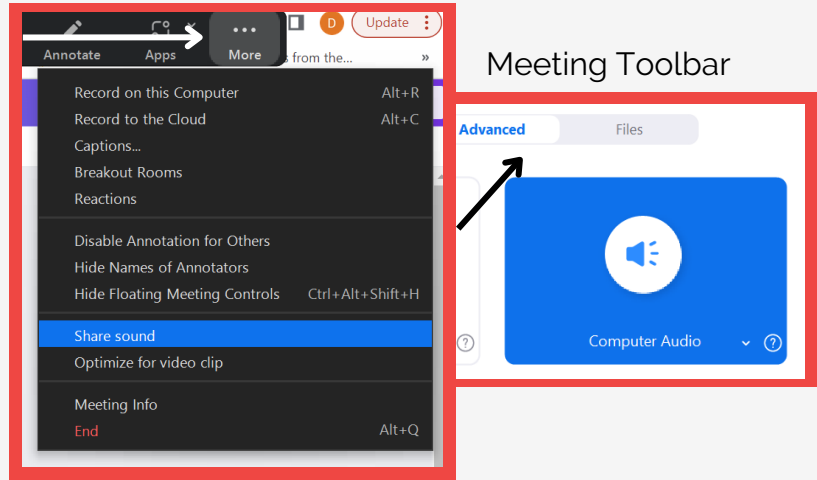 D Update
Annotate Apps More s from the... »
Record on this Computer Alt+R
Record to the Cloud Alt+C
Captions...
Breakout Rooms
Reactions
Disable Annotation for Others
Hide Names of Annotators
Hide Floating Meeting Controls Ctrl+Alt+Shift+H
Share sound
Optimize for video clip
Meeting Info
End Alt+Q
Meeting Toolbar
Advanced Files
? Computer Audio ?